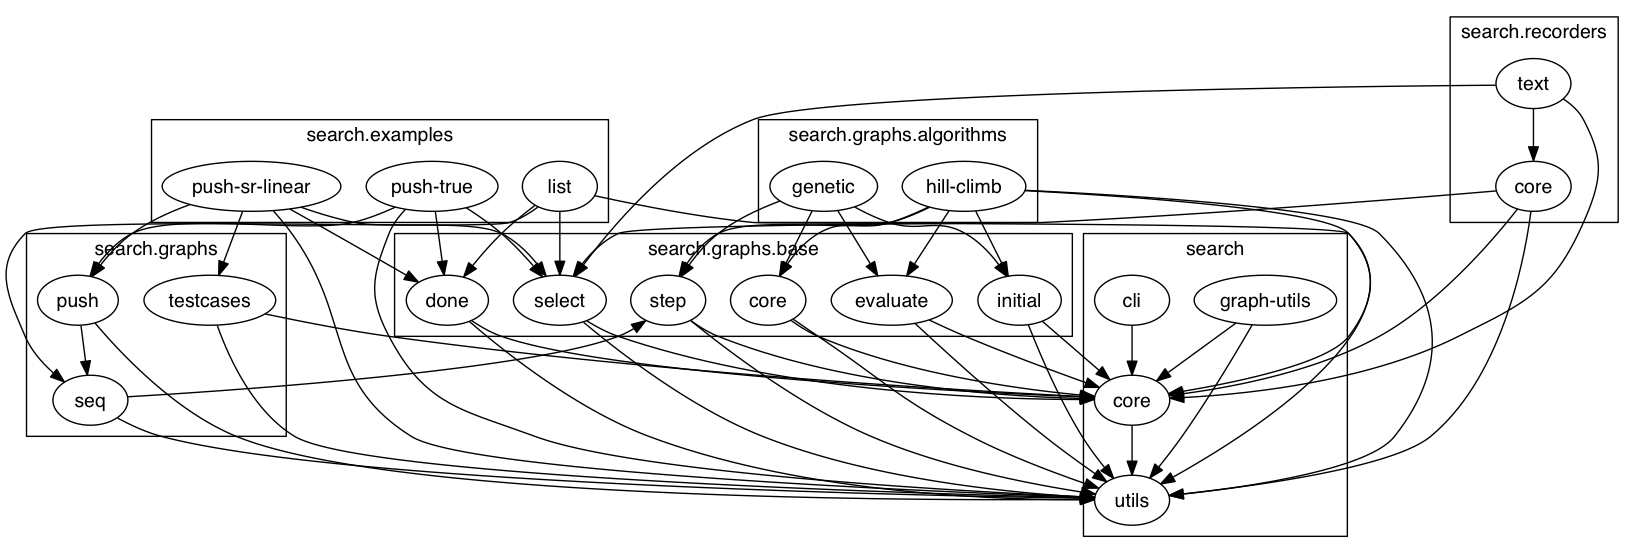 search.recorders
text
search.examples
search.graphs.algorithms
push-sr-linear
push-true
list
genetic
hill-climb
core
search.graphs
search.graphs.base
search
push
testcases
done
select
step
core
evaluate
initial
cli
graph-utils
seq
core
utils